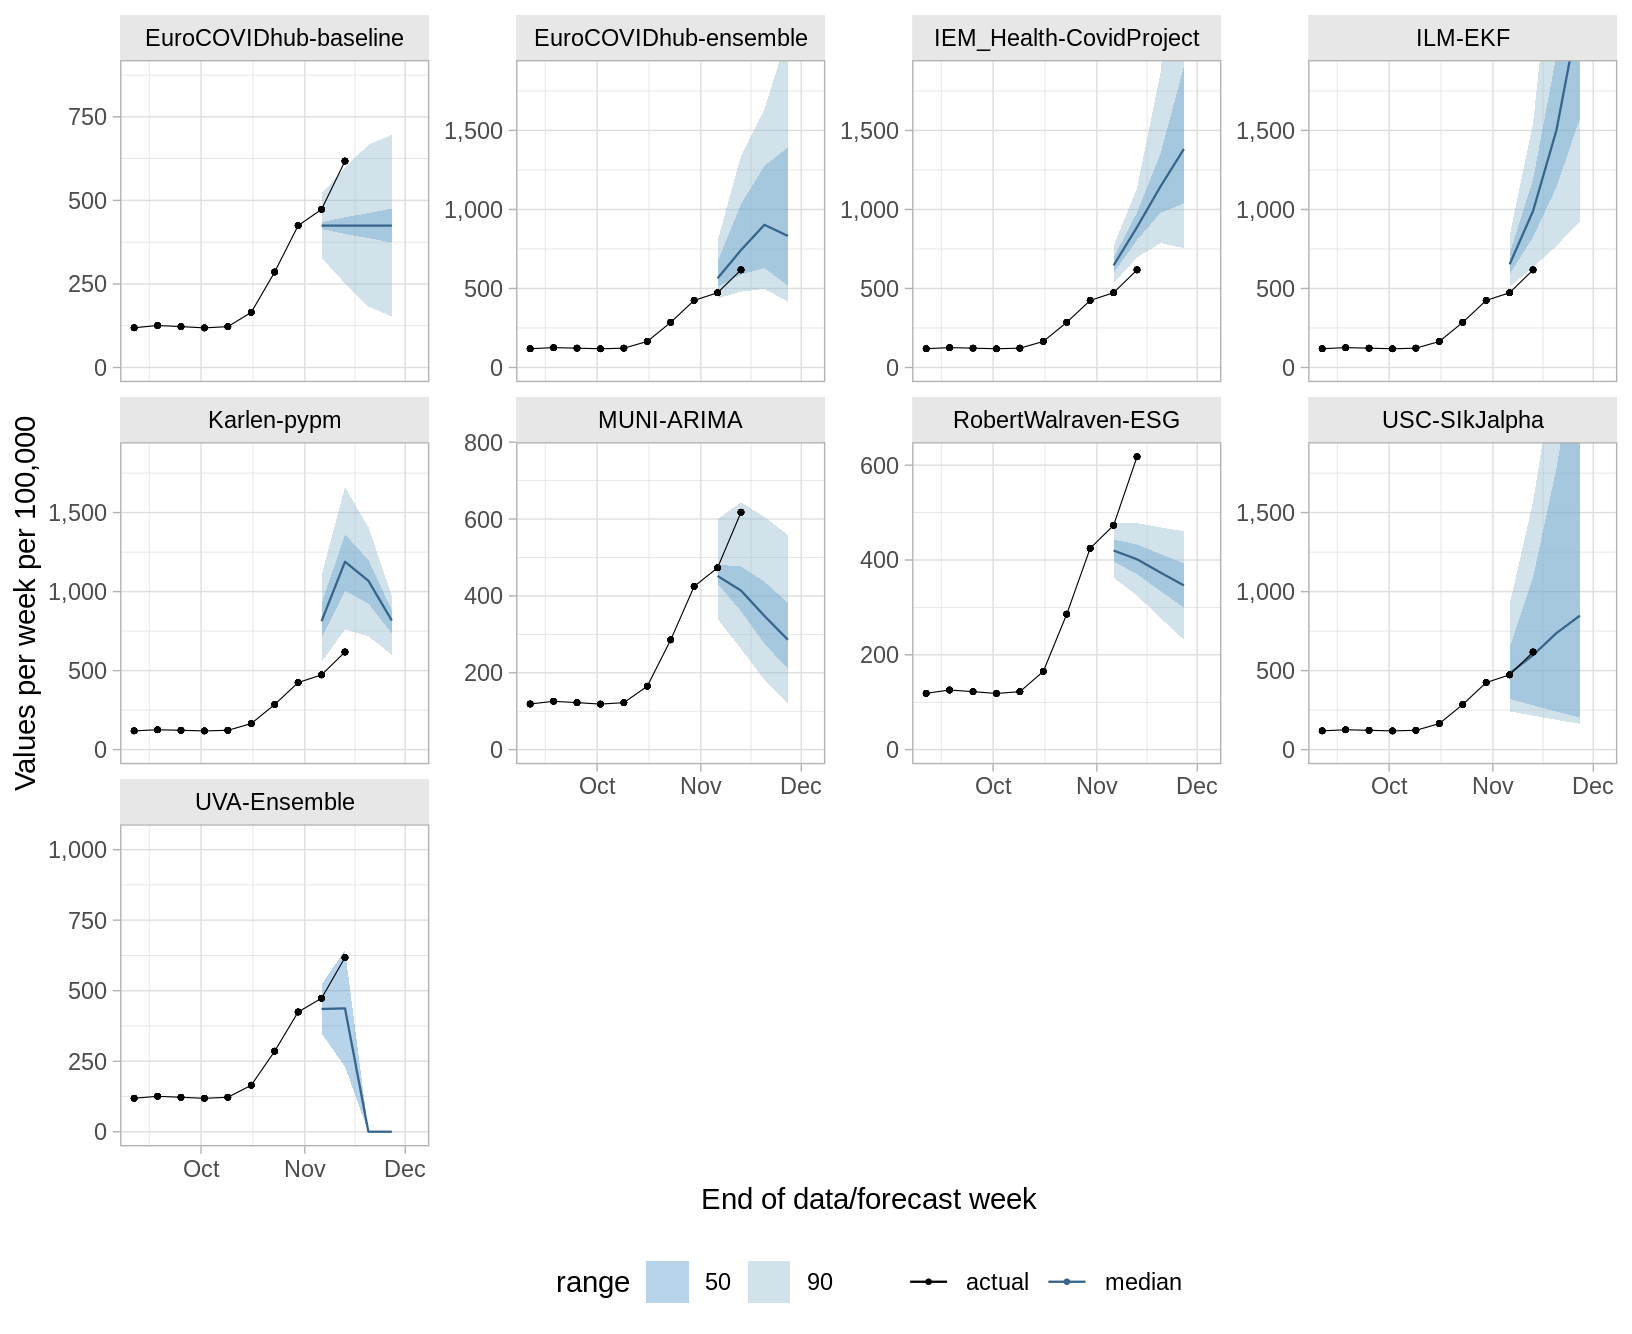 EuroCOVIDhub-baseline
EuroCOVIDhub-ensemble
IEM_Health-CovidProject
ILM-EKF
750
500
250
0
1,500
1,000
500
0
1,500
1,000
500
0
1,500
1,000
500
0
Values per week per 100,000
Karlen-pypm
MUNI-ARIMA
RobertWalraven-ESG
USC-SIkJalpha
1,500
1,000
500
0
800
600
400
200
0
600
400
200
0
1,500
1,000
500
0
Oct Nov Dec
Oct Nov Dec
Oct Nov Dec
UVA-Ensemble
1,000
750
500
250
0
Oct Nov Dec
End of data/forecast week
range 50 90 actual median